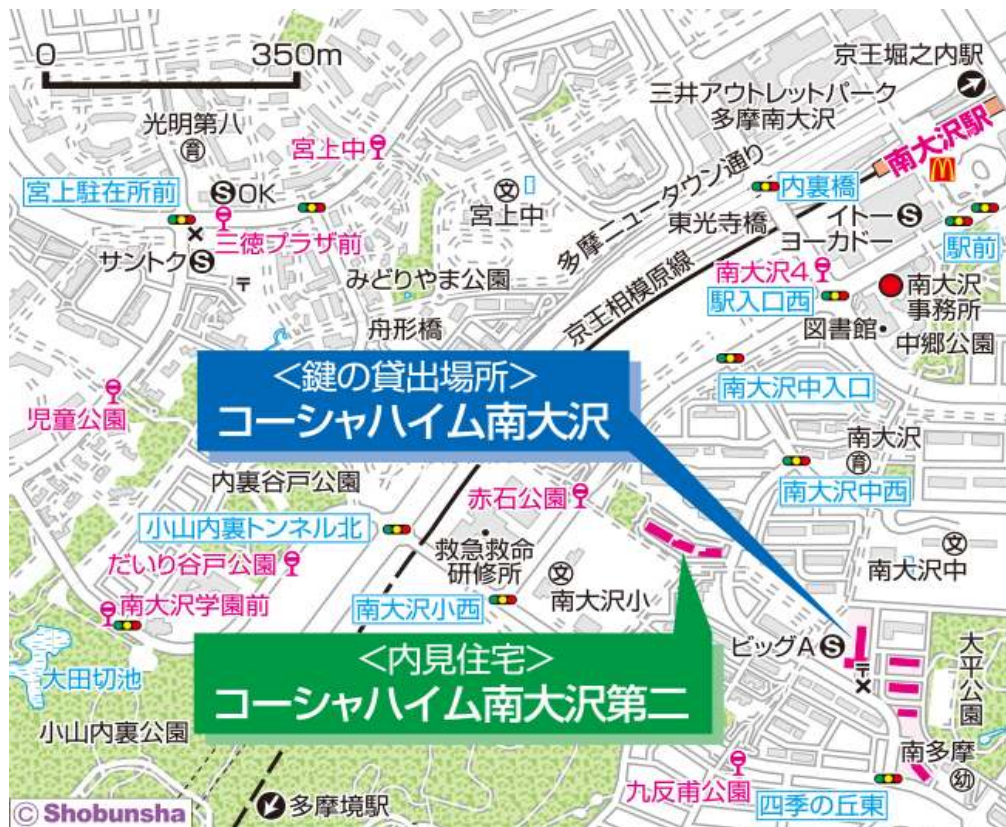 0 350m
京王堀之内駅
三井アウトレットパーク
多摩南大沢
光明第八
育
宮上中
南大沢駅
宮上駐在所前
S OK
文
宮上中
多摩ニュータウン通り
内裏橋
東光寺橋
イトー
ヨーカドー
S
駅前
三徳プラザ前
サントク S
〒
みどりやま公園
南大沢4
駅入口西
南大沢
事務所
京王相模原線
舟形橋
図書館
中郷公園
<鍵の貸出場所>
コーシャハイム南大沢
南大沢中入口
児童公園
南大沢
育
内裏谷戸公園
赤石公園
南大沢中西
小山内裏トンネル北
救急救命
研修所
だいり谷戸公園
文
南大沢小
文
南大沢中
南大沢学園前
南大沢小西
ビッグA S
〒
<内見住宅>
コーシャハイム南大沢第二
大平公園
大田切池
小山内裏公園
南多摩
幼
九反甫公園
四季の丘東
多摩境駅
© Shobunsha